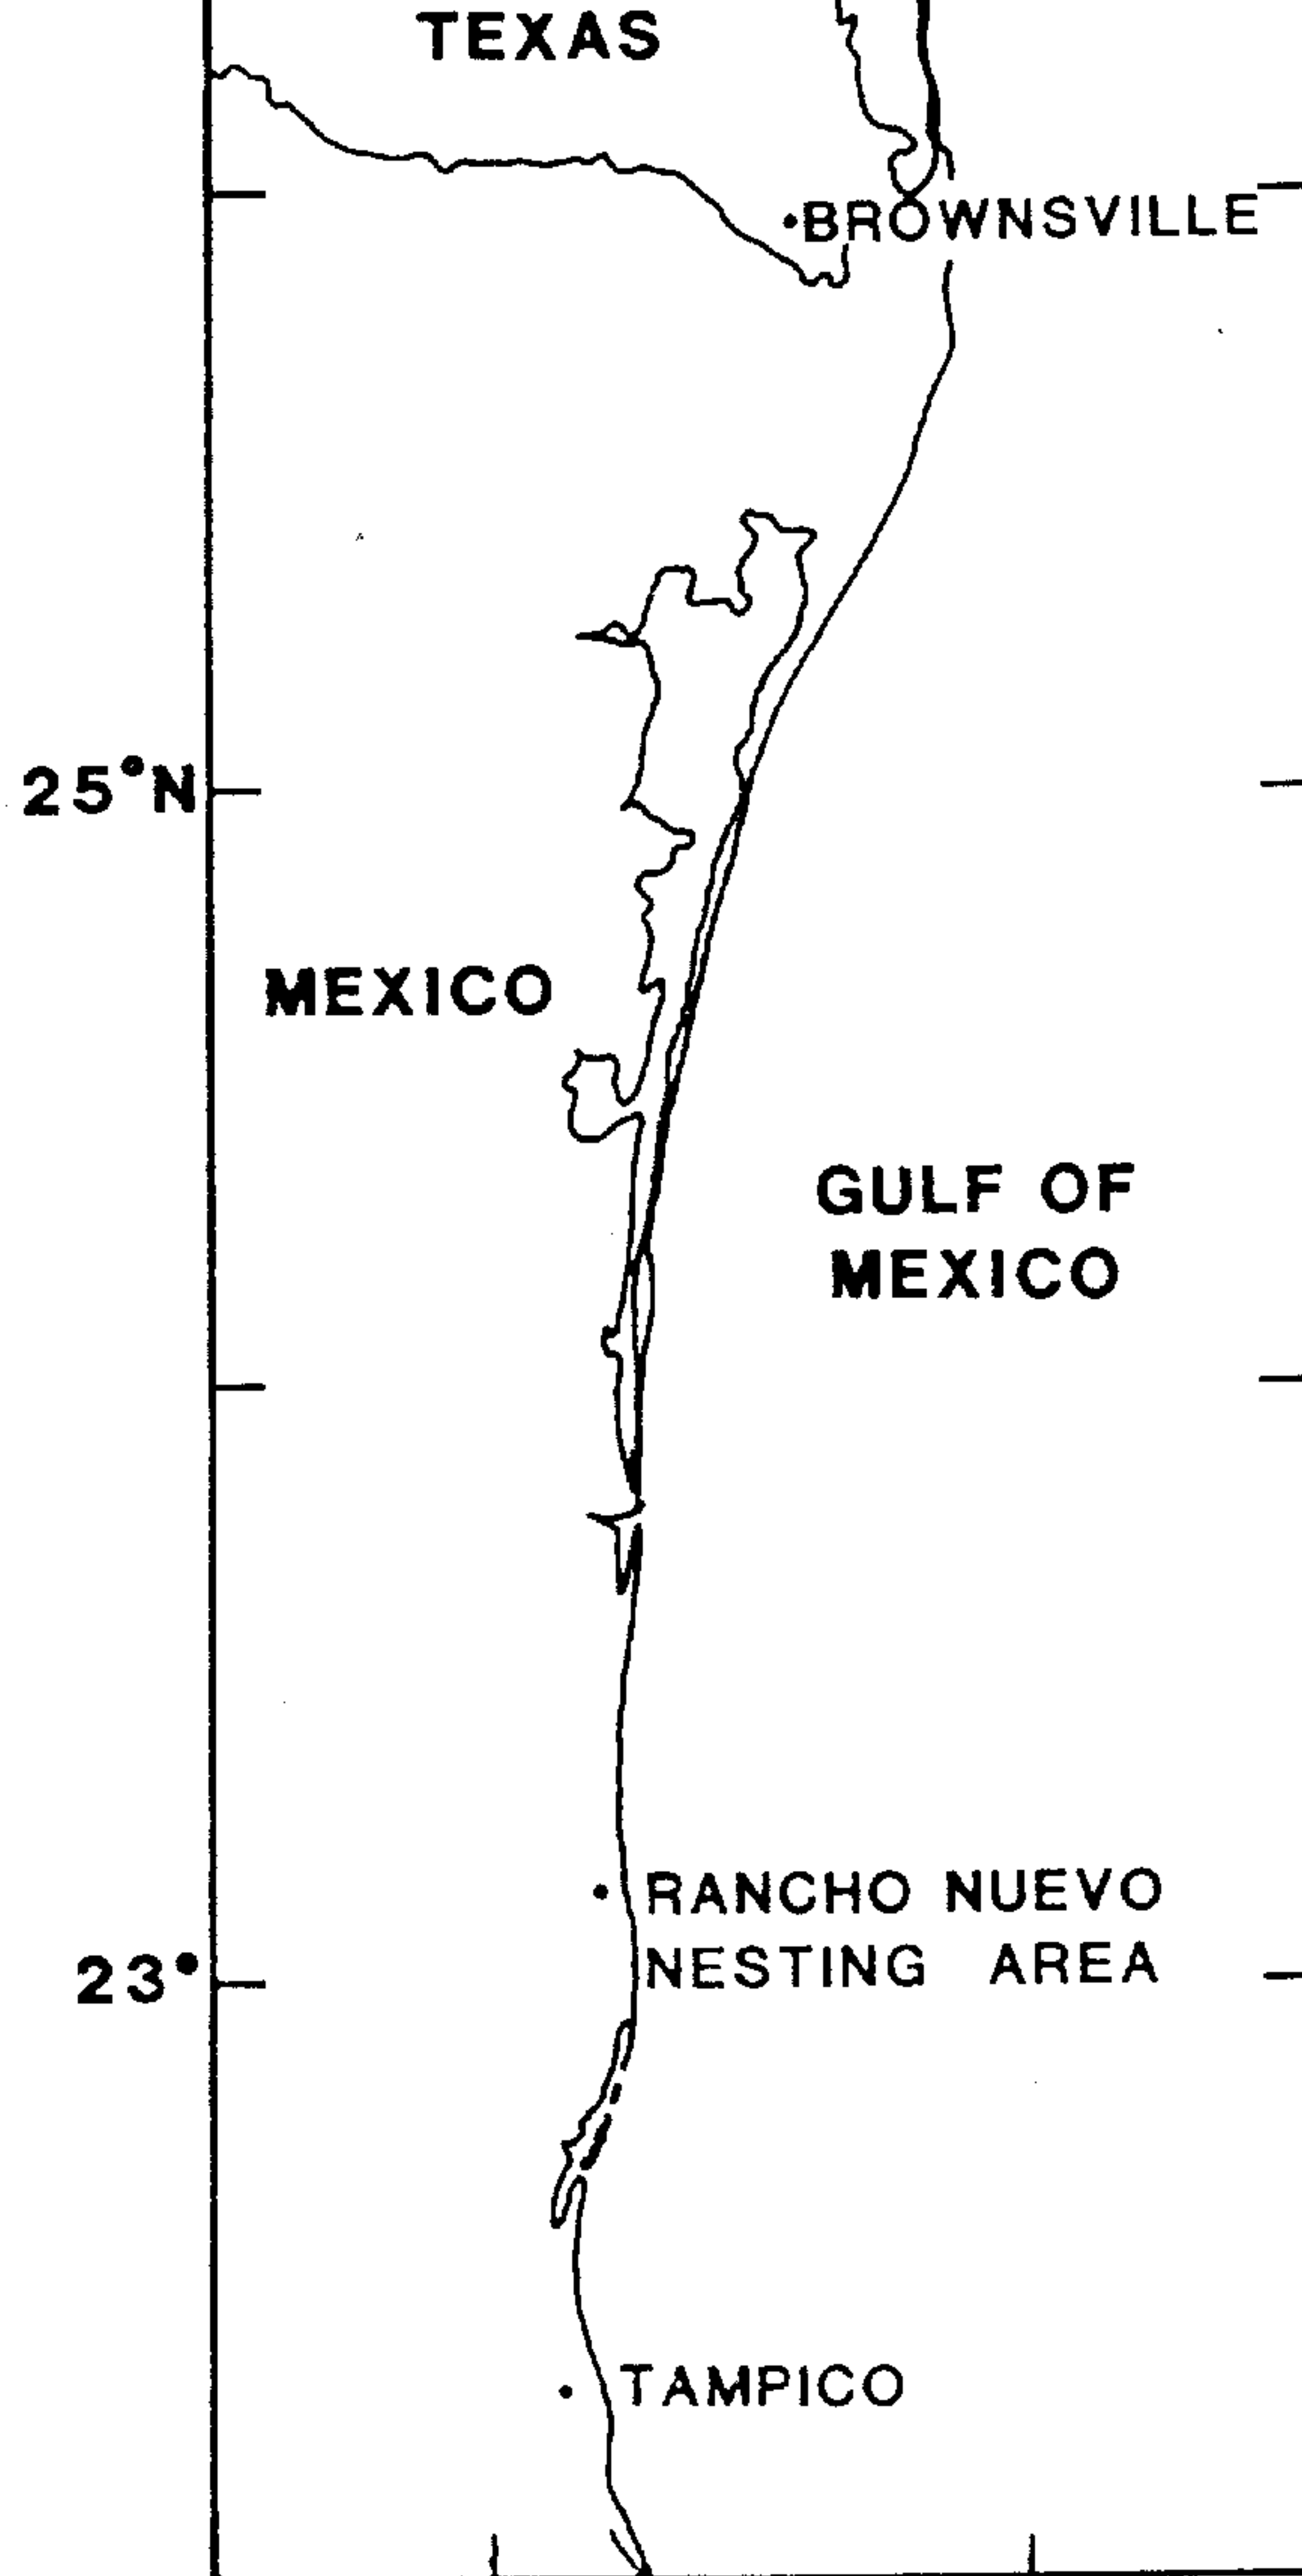 TEXAS
•BROWNSVILLE
25°N
MEXICO
GULF OF
MEXICO
• RANCHO NUEVO
NESTING AREA
23°
• TAMPICO